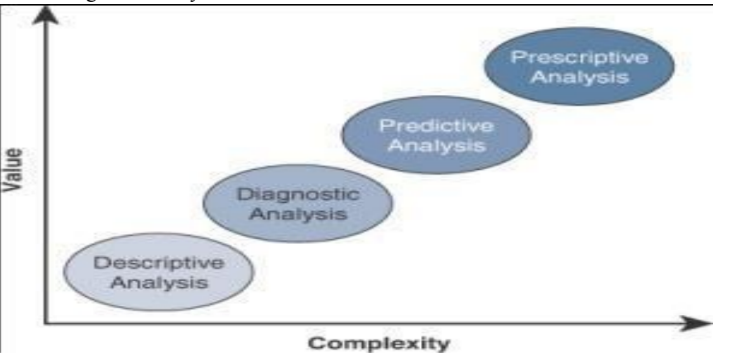 Prescriptive
Analysis
Predictive
Analysis
Value
Diagnostic
Analysis
Descriptive
Analysis
Complexity